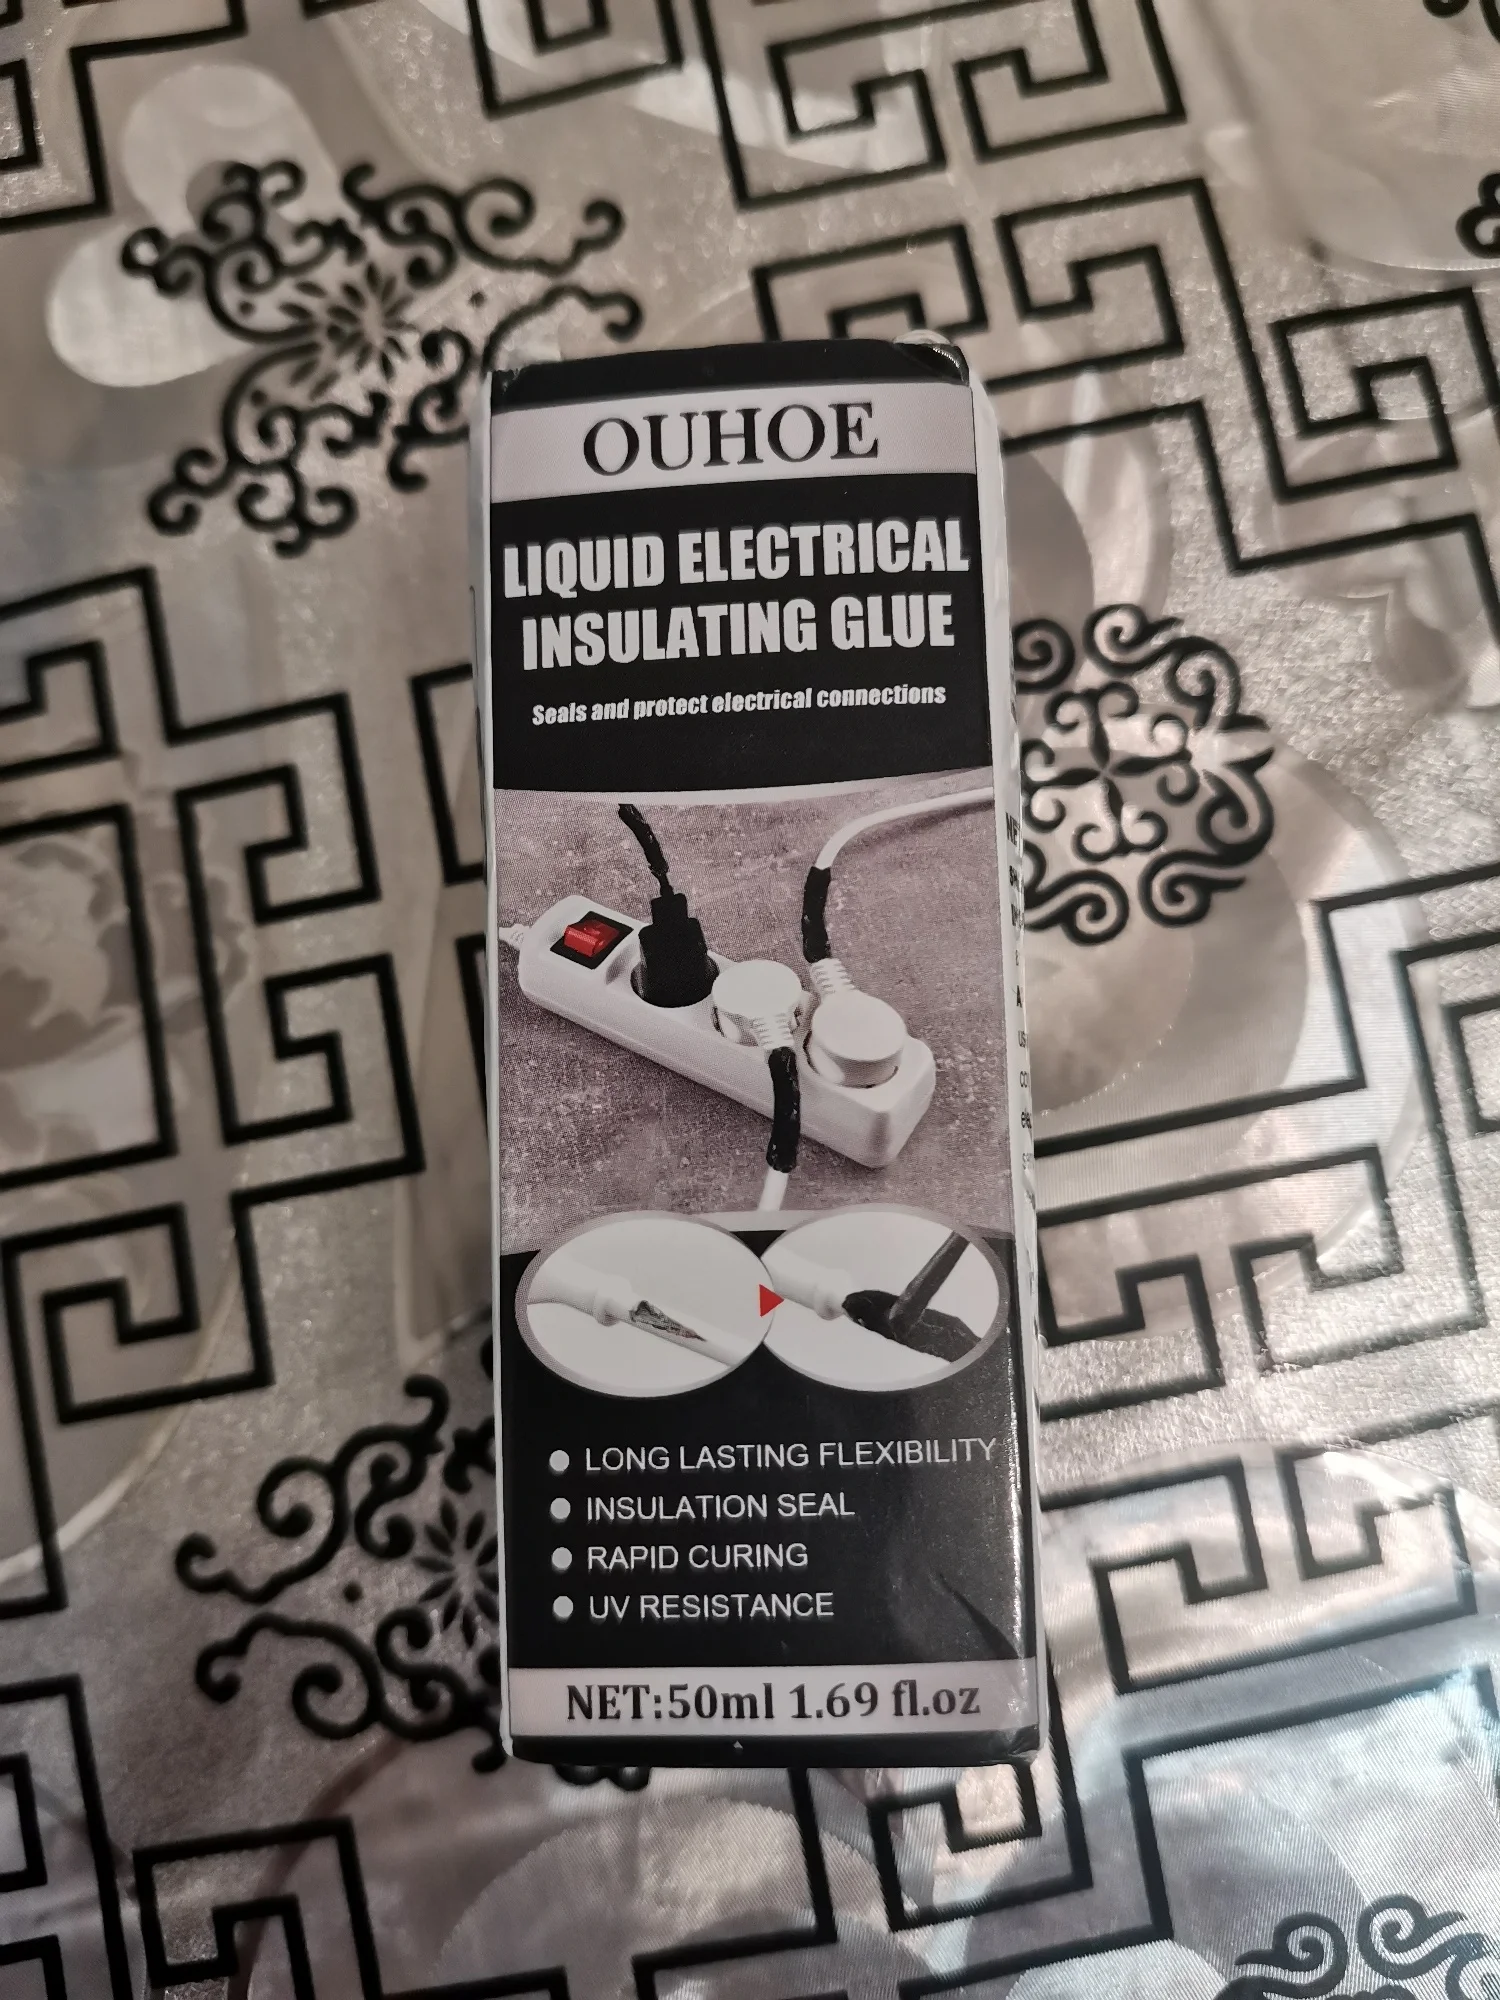 OUHOE
LIQUID ELECTRICAL
INSULATING GLUE
Seals and protect electrical connections
LONG LASTING FLEXIBILITY
INSULATION SEAL
RAPID CURING
UV RESISTANCE
NET:50ml 1.69 fl.oz